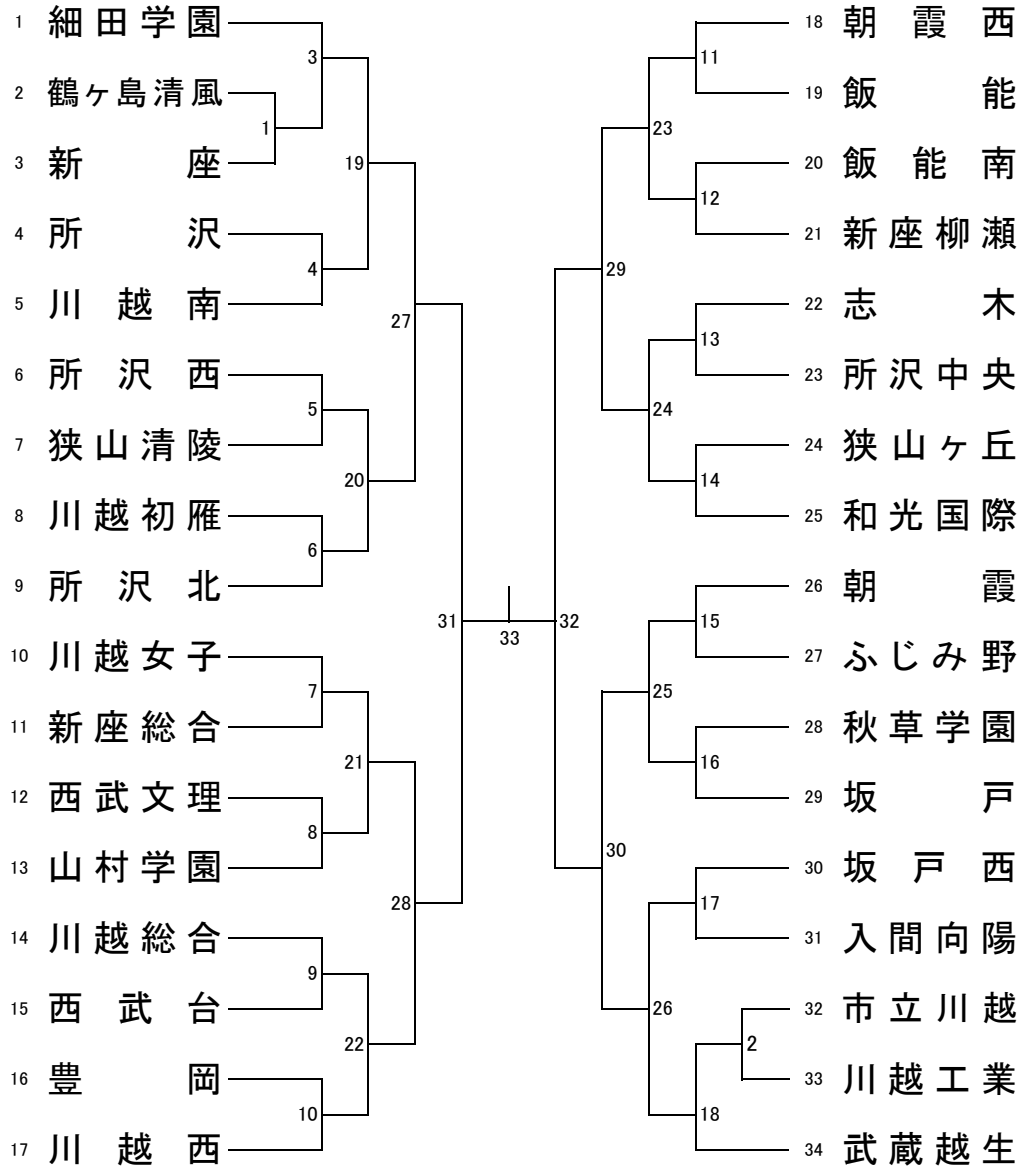 1 細田学園
2 鶴ヶ島清風
3 新座
4 所沢
5 川越南
6 所沢西
7 狭山清陵
8 川越初雁
9 所沢北
10 川越女子
11 新座総合
12 西武文理
13 山村学園
14 川越総合
15 西武台
16 豊岡
17 川越西
3
1
19
4
27
5
20
6
31
7
21
8
28
9
22
10
33
32
11
23
12
29
13
24
14
15
25
16
30
17
26
2
18
18 朝霞西
19 飯能
20 飯能南
21 新座柳瀬
22 志木
23 所沢中央
24 狭山ヶ丘
25 和光国際
26 朝霞
27 ふじみ野
28 秋草学園
29 坂戸
30 坂戸西
31 入間向陽
32 市立川越
33 川越工業
34 武蔵越生